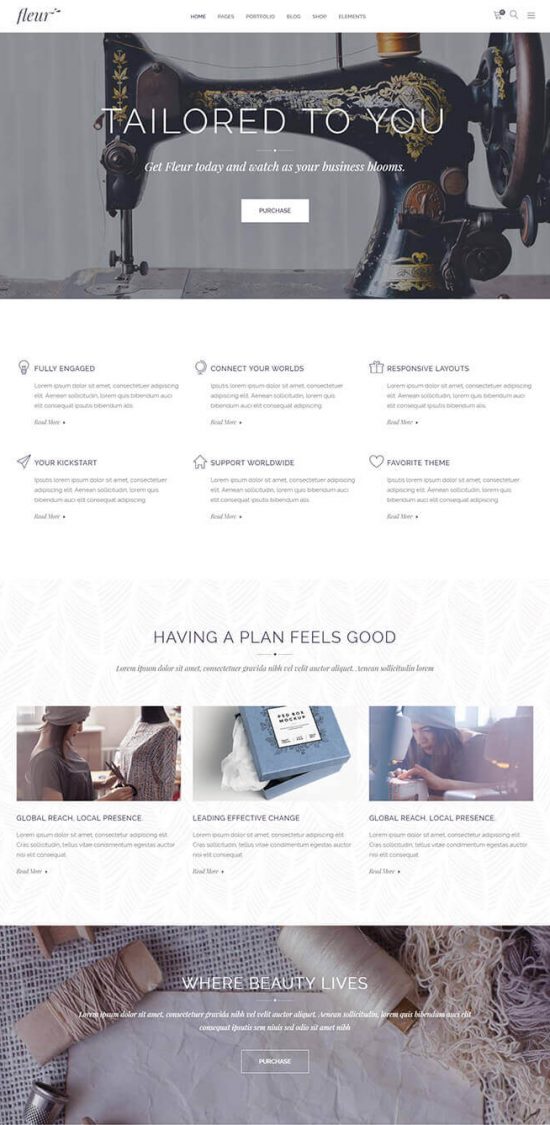 fleur
HOME PAGES PORTFOLIO BLOG SHOP ELEMENTS
0
TAILORED TO YOU
Get Fleur today and watch as your business blooms.
PURCHASE
FULLY ENGAGED
Lorem ipsum dolor sit amet, consectetuer adipiscing
elit. Aenean sollicitudin, lorem quis bibendum auci
elit consequat ipsutis bibendum alis
Read More
CONNECT YOUR WORLDS
Ipsutis lorem ipsum dolor sit amet, consectetuer
adipiscing elit. Aenean sollicitudin, lorem quis
bibendum auci elit consequat adipiscing
Read More
RESPONSIVE LAYOUTS
Lorem ipsum dolor sit amet, consectetuer adipiscing
elit. Aenean sollicitudin, lorem quis bibendum auci
elit consequat ipsutis bibendum alis
Read More
YOUR KICKSTART
Ipsutis lorem ipsum dolor sit amet, consectetuer
adipiscing elit. Aenean sollicitudin, lorem quis
bibendum auci elit consequat adipiscing
Read More
SUPPORT WORLDWIDE
Lorem ipsum dolor sit amet, consectetuer adipiscing
elit. Aenean sollicitudin, lorem quis bibendum auci
elit consequat ipsutis bibendum alis
Read More
FAVORITE THEME
Ipsutis lorem ipsum dolor sit amet, consectetuer
adipiscing elit. Aenean sollicitudin, lorem quis
bibendum auci elit consequat adipiscing
Read More
HAVING A PLAN FEELS GOOD
Lorem ipsum dolor sit amet, consectetuer gravida nibh vel velit auctor aliquet. Aenean sollicitudin lorem
PSD BOX
MOCKUP
GLOBAL REACH, LOCAL PRESENCE.
Lorem ipsum dolor sit amet, consectetuer adipiscing elit.
Cras sollicitudin, tellus vitae condimentum egestas auctor
nisi elit consequat
Read More
LEADING EFFECTIVE CHANGE
Lorem ipsum dolor sit amet, consectetuer adipiscing elit.
Cras sollicitudin, tellus vitae condimentum egestas auctor
nisi elit consequat
Read More
GLOBAL REACH, LOCAL PRESENCE.
Lorem ipsum dolor sit amet, consectetuer adipiscing elit.
Cras sollicitudin, tellus vitae condimentum egestas auctor
nisi elit consequat
Read More
WHERE BEAUTY LIVES
Lorem ipsum dolor sit amet, consectetuer gravida nibh vel velit auctor aliquet. Aenean sollicitudin, lorem quis bibendum auci elit
consequat ipsutis sem niuis sed odio sit amet nibh
PURCHASE